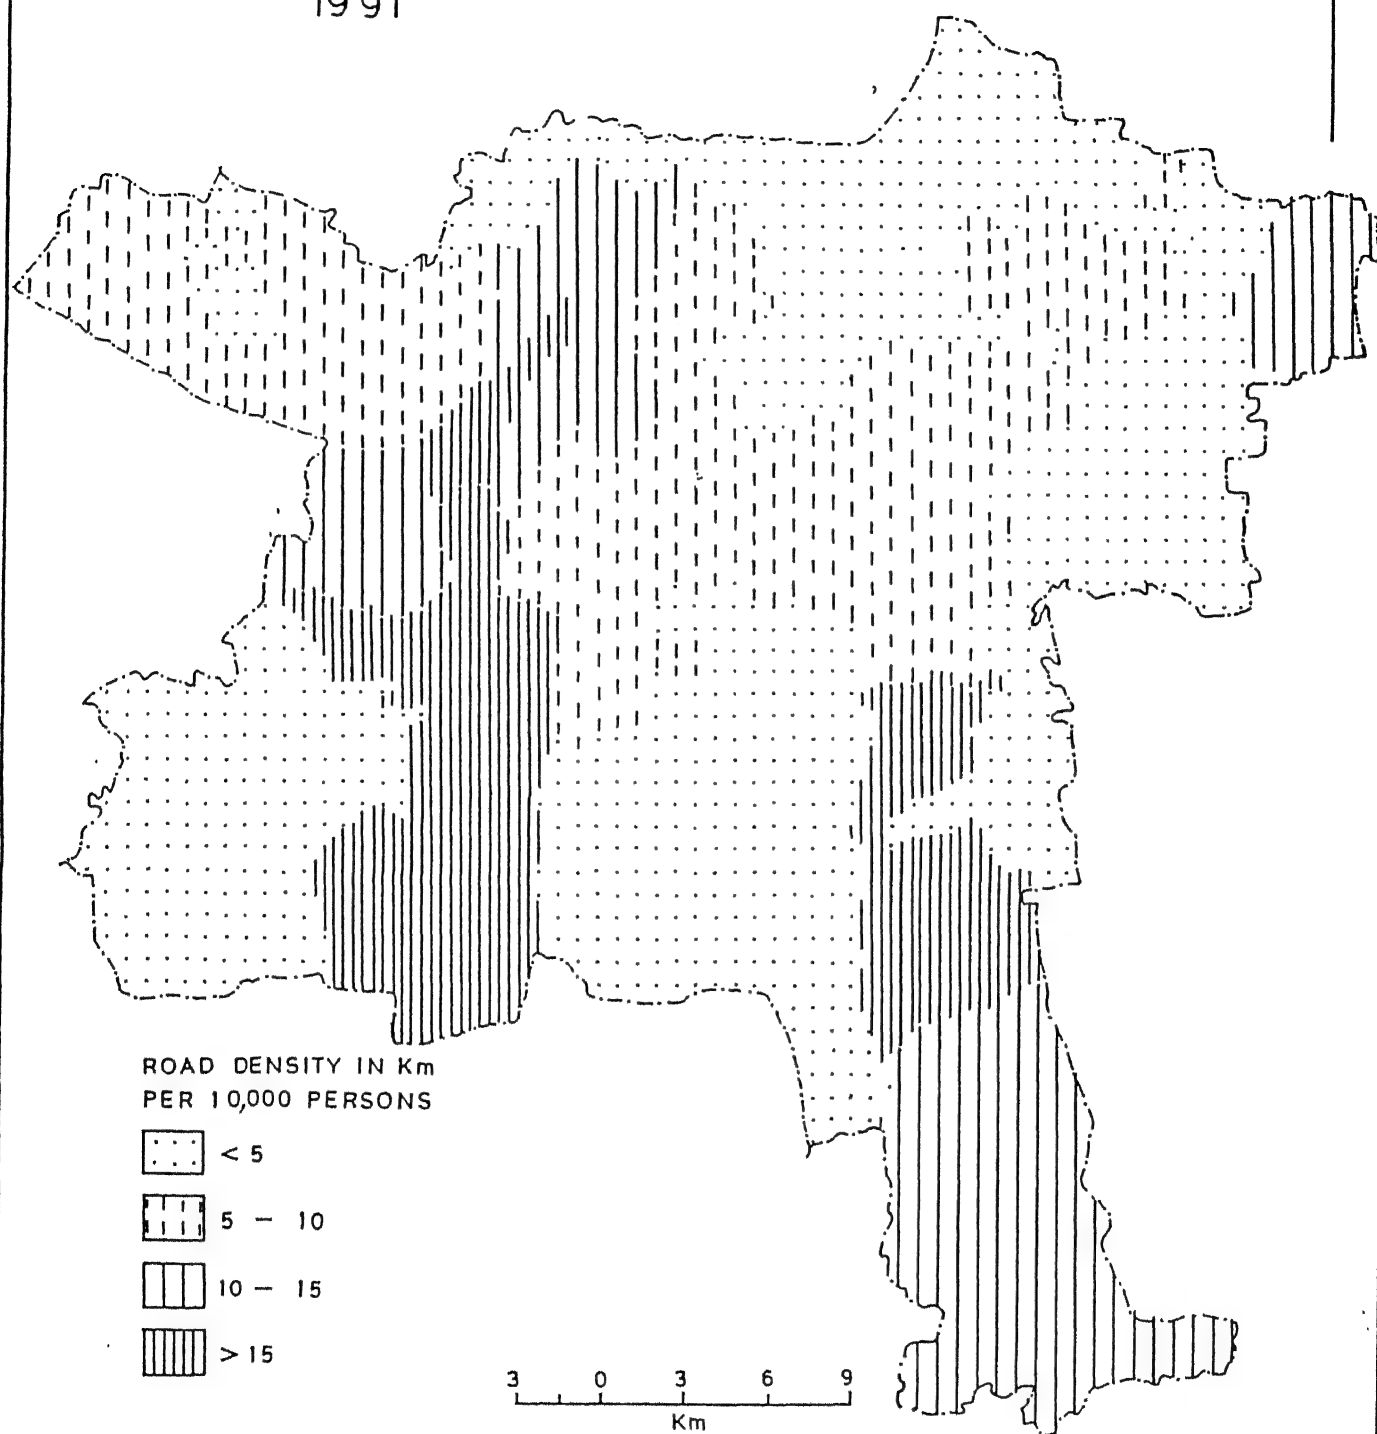 1991
ROAD DENSITY IN Km
PER 10,000 PERSONS
< 5
5 – 10
10 – 15
> 15
3 0 3 6 9
Km